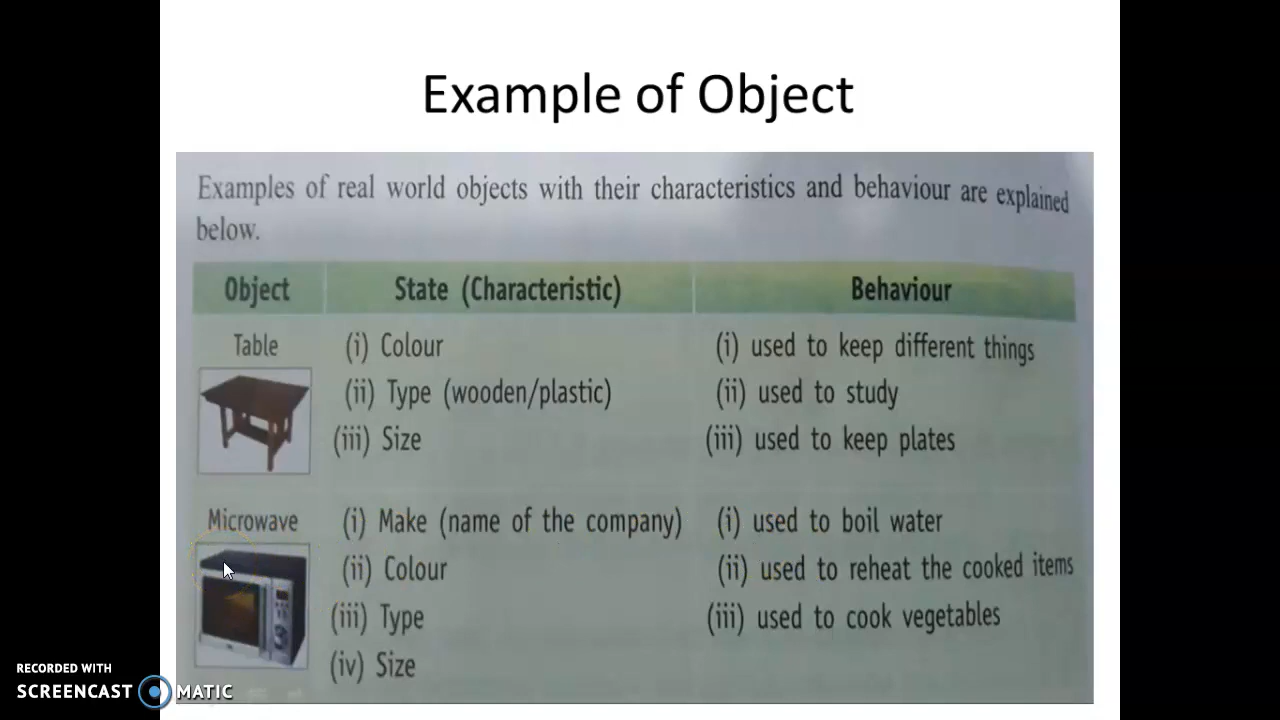 Example of Object
Examples of real world objects with their characteristics and behaviour are explained
below.
Object State (Characteristic) Behaviour
Table (i) Colour (i) used to keep different things
(ii) Type (wooden/plastic) (ii) used to study
(iii) Size (iii) used to keep plates
Microwave (i) Make (name of the company) (i) used to boil water
(ii) Colour (ii) used to reheat the cooked items
(iii) Type (iii) used to cook vegetables
(iv) Size
RECORDED WITH
SCREENCAST MATIC